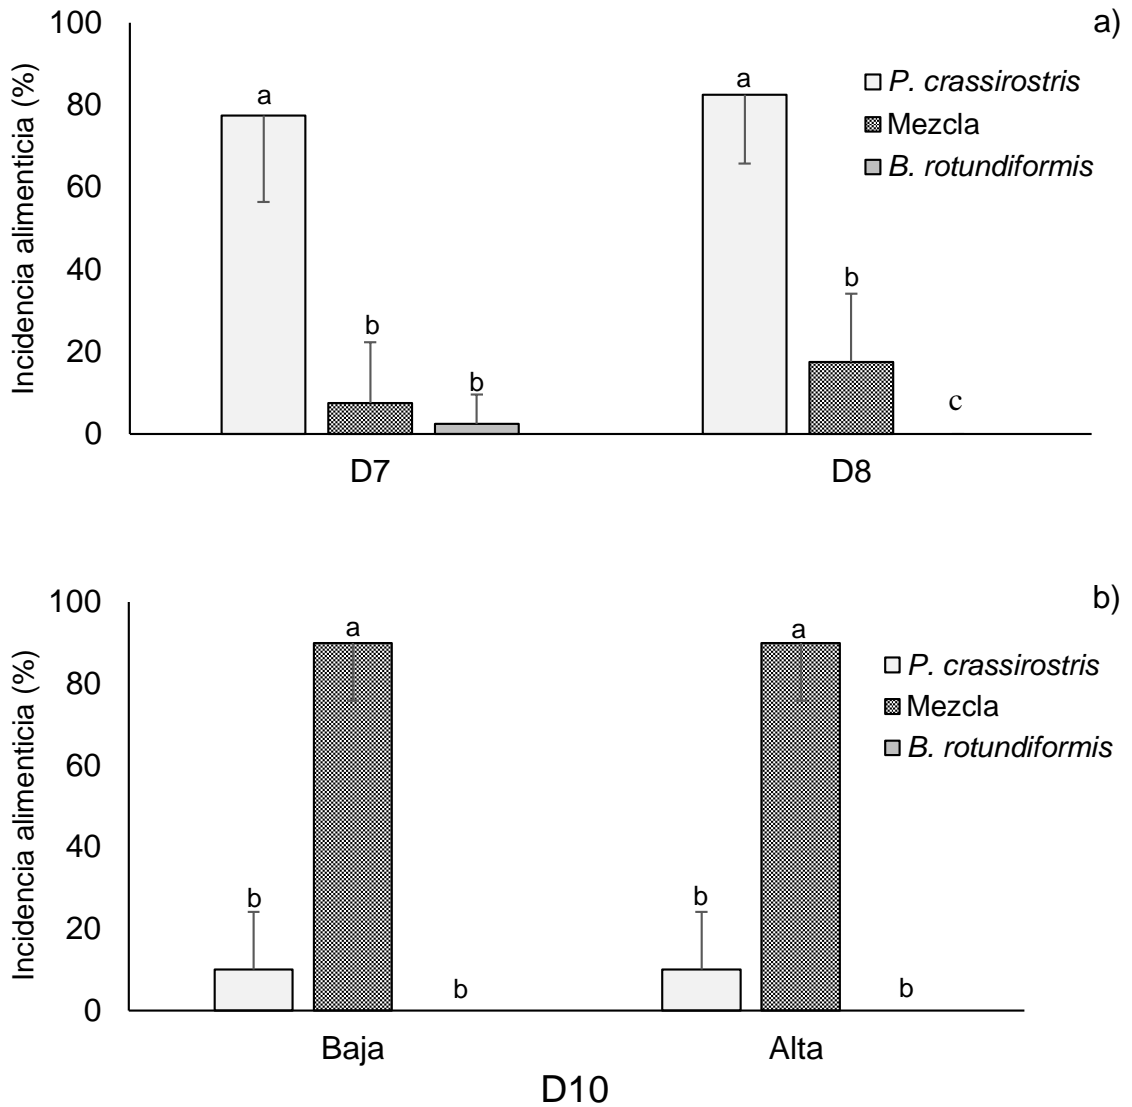 a)
Incidencia alimenticia (%)
100
80
60
40
20
0
a
b
b
a
b
c
P. crassirostris
Mezcla
B. rotundiformis
D7
D8
b)
Incidencia alimenticia (%)
100
80
60
40
20
0
b
a
b
b
a
b
P. crassirostris
Mezcla
B. rotundiformis
Baja
Alta
D10